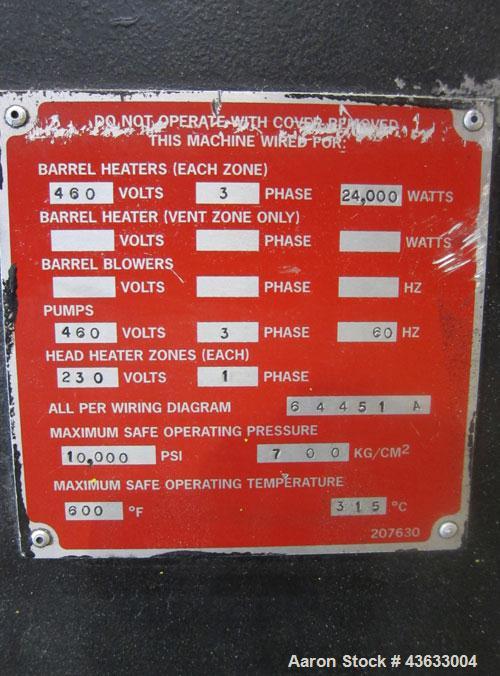 DO NOT OPERATE WITH COVER REMOVED
THIS MACHINE WIRED FOR:
BARREL HEATERS (EACH ZONE)
460 VOLTS 3 PHASE 24,000 WATTS
BARREL HEATER (VENT ZONE ONLY)
VOLTS PHASE WATTS
BARREL BLOWERS
VOLTS PHASE HZ
PUMPS
460 VOLTS 3 PHASE 60 HZ
HEAD HEATER ZONES (EACH)
230 VOLTS 1 PHASE
ALL PER WIRING DIAGRAM 64451 A
MAXIMUM SAFE OPERATING PRESSURE
10,000 PSI 700 KG/CM2
MAXIMUM SAFE OPERATING TEMPERATURE
600 °F 315 °C
207630
Aaron Stock # 43633004